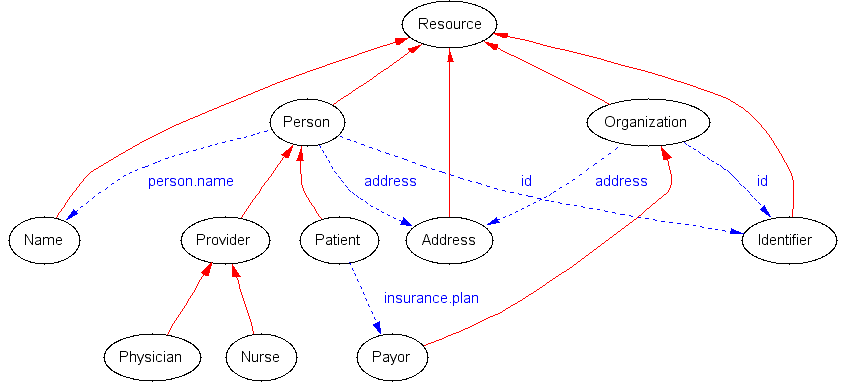 Resource
Person
Organization
person.name
address
id
address
id
Name
Provider
Patient
Address
Identifier
insurance.plan
Physician
Nurse
Payor